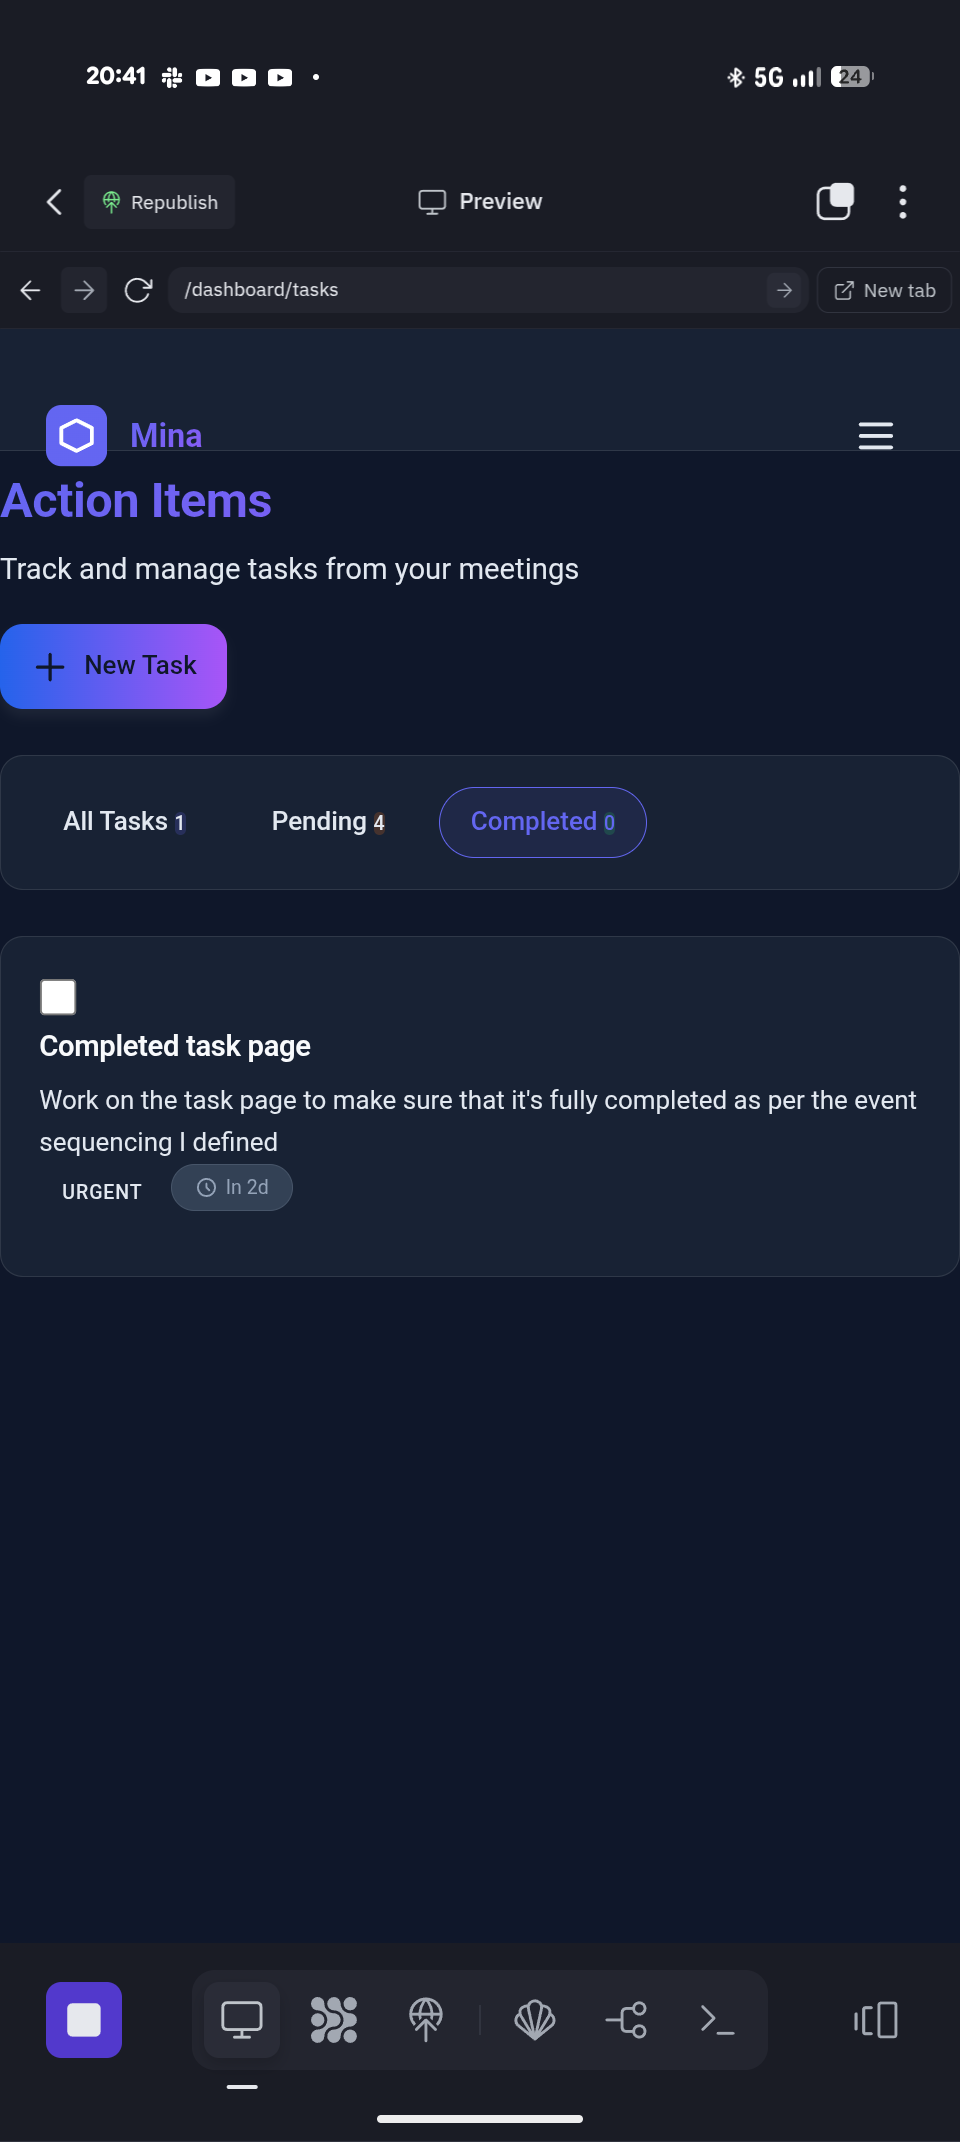 20:41
5G
24
Republish
Preview
/dashboard/tasks
New tab
Mina
Action Items
Track and manage tasks from your meetings
New Task
All Tasks 1
Pending 4
Completed 0
Completed task page
Work on the task page to make sure that it's fully completed as per the event
sequencing I defined
URGENT
In 2d